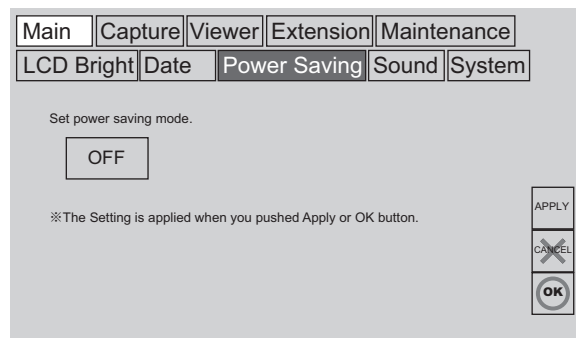 Main Capture Viewer Extension Maintenance
LCD Bright Date Power Saving Sound System
Set power saving mode.
OFF
※The Setting is applied when you pushed Apply or OK button.
APPLY
CANCEL
OK